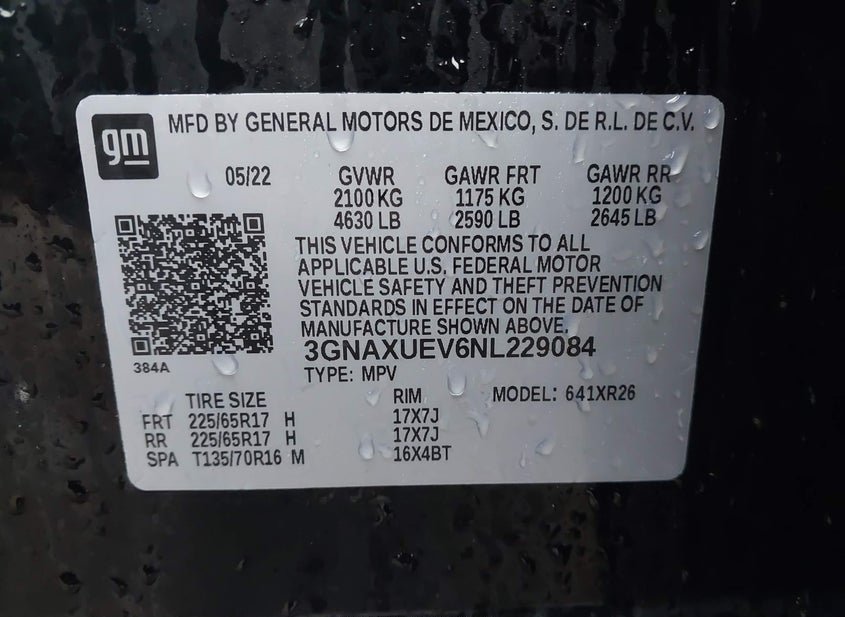 gm
MFD BY GENERAL MOTORS DE MEXICO, S. DE R.L. DE C.V.
05/22 GVWR GAWR FRT GAWR RR
2100 KG 1175 KG 1200 KG
4630 LB 2590 LB 2645 LB
THIS VEHICLE CONFORMS TO ALL
APPLICABLE U.S. FEDERAL MOTOR
VEHICLE SAFETY AND THEFT PREVENTION
STANDARDS IN EFFECT ON THE DATE OF
MANUFACTURE SHOWN ABOVE.
3GNAXUEV6NL229084
384A
TYPE: MPV
TIRE SIZE RIM MODEL: 641XR26
FRT 225/65R17 H 17X7J
RR 225/65R17 H 17X7J
SPA T135/70R16 M 16X4BT